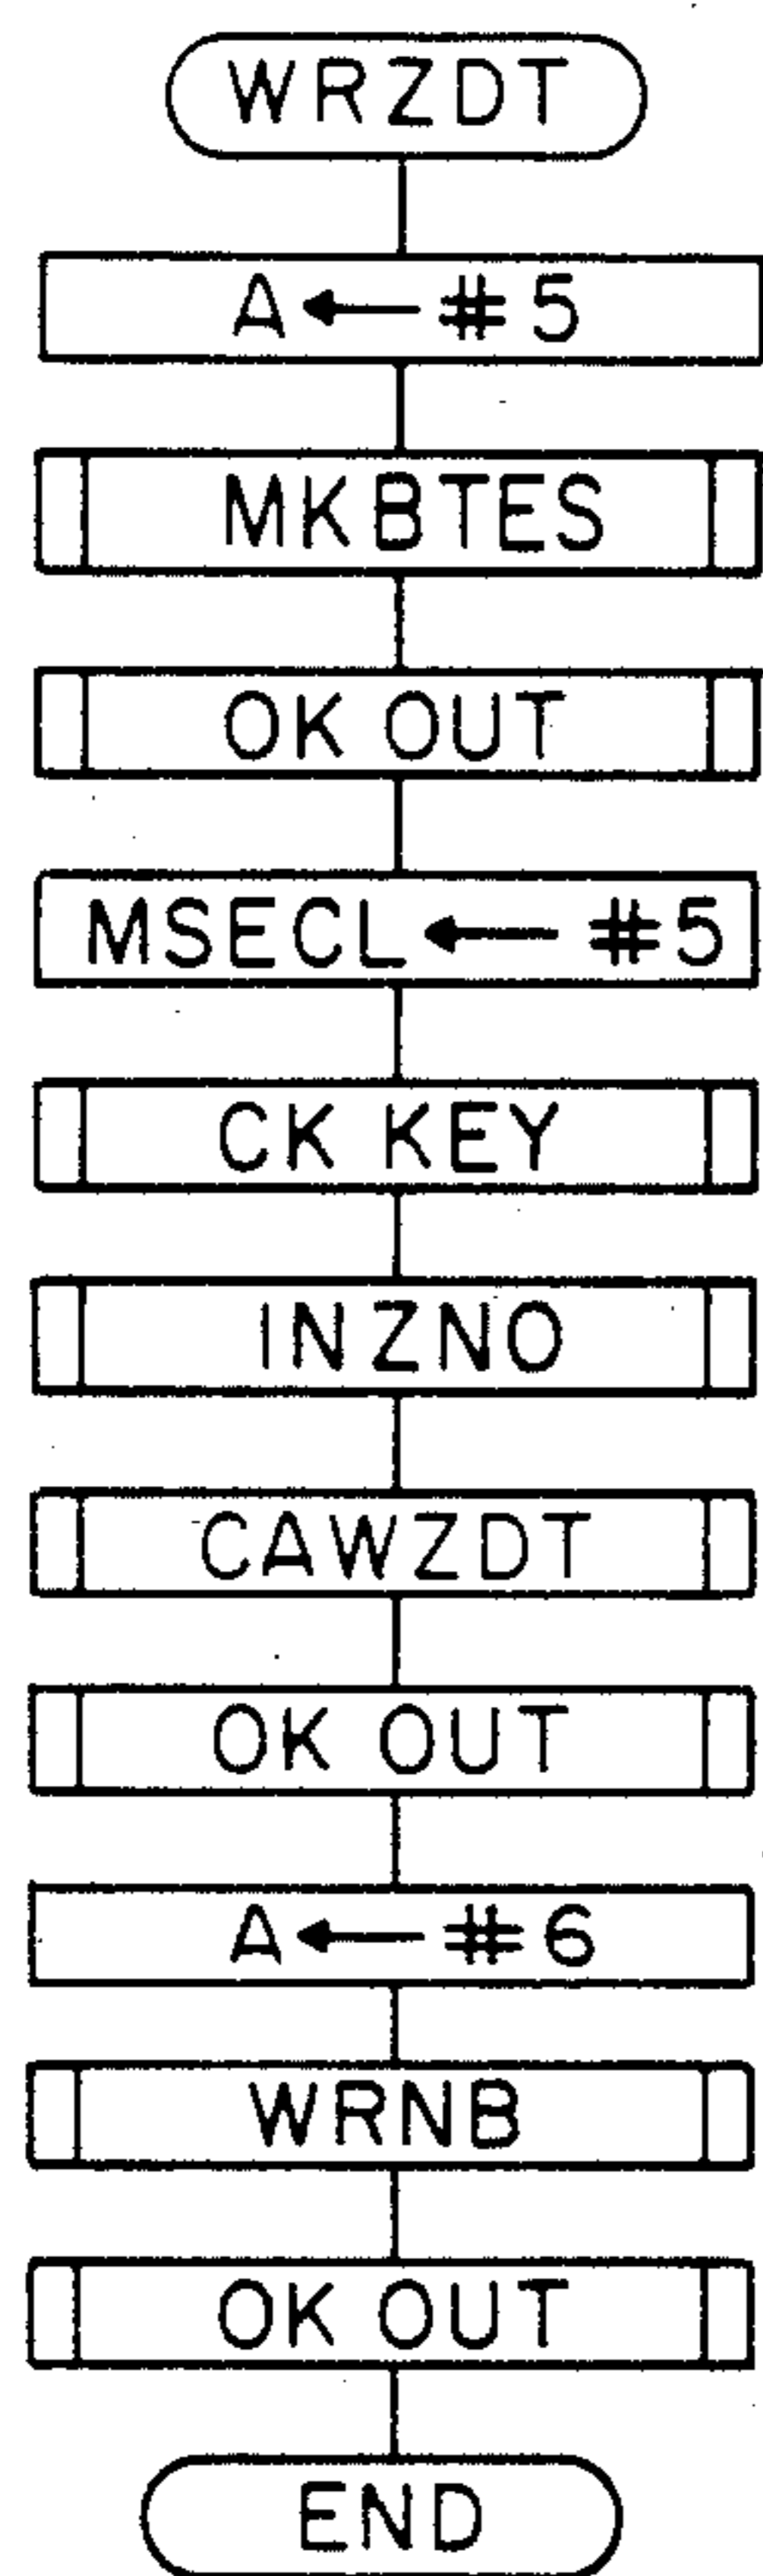 WRZDT
A ← #5
MKBTES
OK OUT
MSECL ← #5
CK KEY
INZNO
CAWZDT
OK OUT
A ← #6
WRNB
OK OUT
END